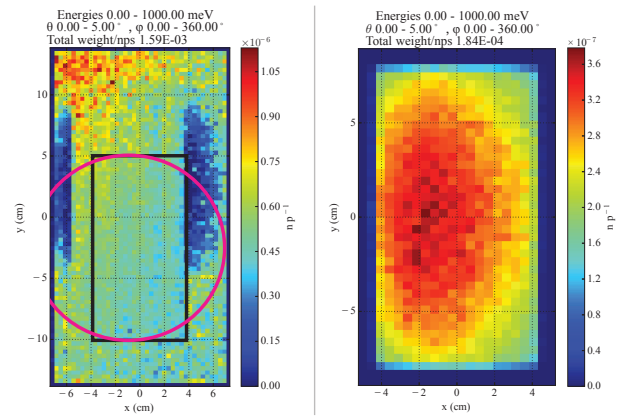 Energies 0.00 - 1000.00 meV
θ 0.00 - 5.00° , φ 0.00 - 360.00°
Total weight/nps 1.59E-03
×10⁻⁶
1.05
0.90
0.75
0.60
0.45
0.30
0.15
0.00
n p⁻¹
10
5
0
−5
−10
y (cm)
−6 −4 −2 0 2 4 6
x (cm)
Energies 0.00 - 1000.00 meV
θ 0.00 - 5.00° , φ 0.00 - 360.00°
Total weight/nps 1.84E-04
×10⁻⁷
3.6
3.2
2.8
2.4
2.0
1.6
1.2
0.8
0.4
0.0
n p⁻¹
5
0
−5
y (cm)
−4 −2 0 2 4
x (cm)